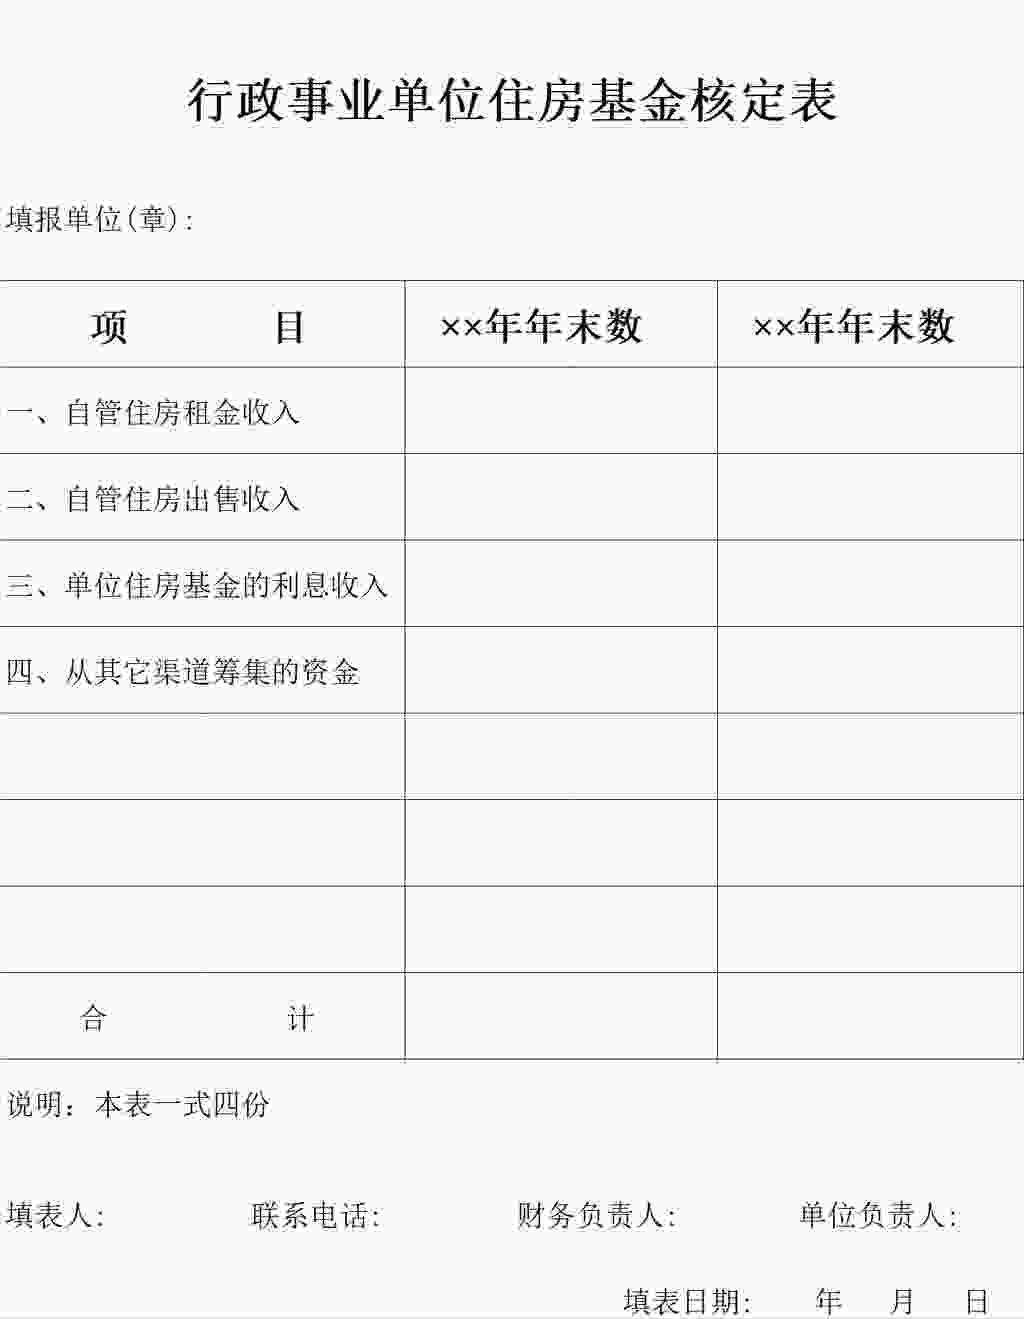 行政事业单位住房基金核定表
填报单位(章):
项 目 ××年年末数 ××年年末数
一、自管住房租金收入
二、自管住房出售收入
三、单位住房基金的利息收入
四、从其它渠道筹集的资金
合 计
说明：本表一式四份
填表人: 联系电话: 财务负责人: 单位负责人:
填表日期: 年 月 日